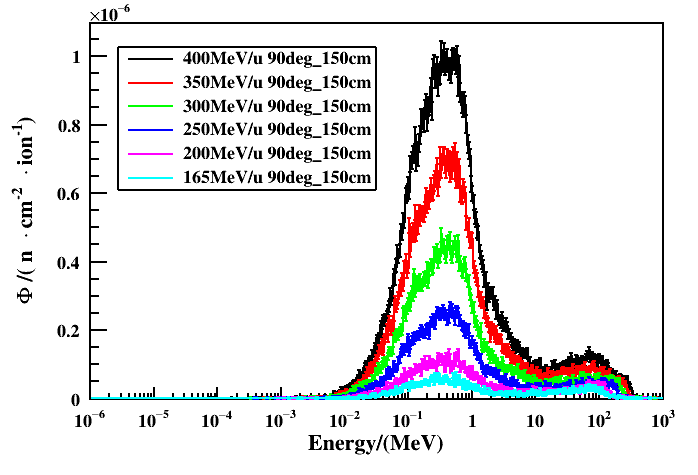 ×10⁻⁶
400MeV/u 90deg_150cm
350MeV/u 90deg_150cm
300MeV/u 90deg_150cm
250MeV/u 90deg_150cm
200MeV/u 90deg_150cm
165MeV/u 90deg_150cm
1
0.8
0.6
0.4
0.2
0
Φ /( n · cm⁻² · ion⁻¹)
10⁻⁶ 10⁻⁵ 10⁻⁴ 10⁻³ 10⁻² 10⁻¹ 1 10 10² 10³
Energy/(MeV)